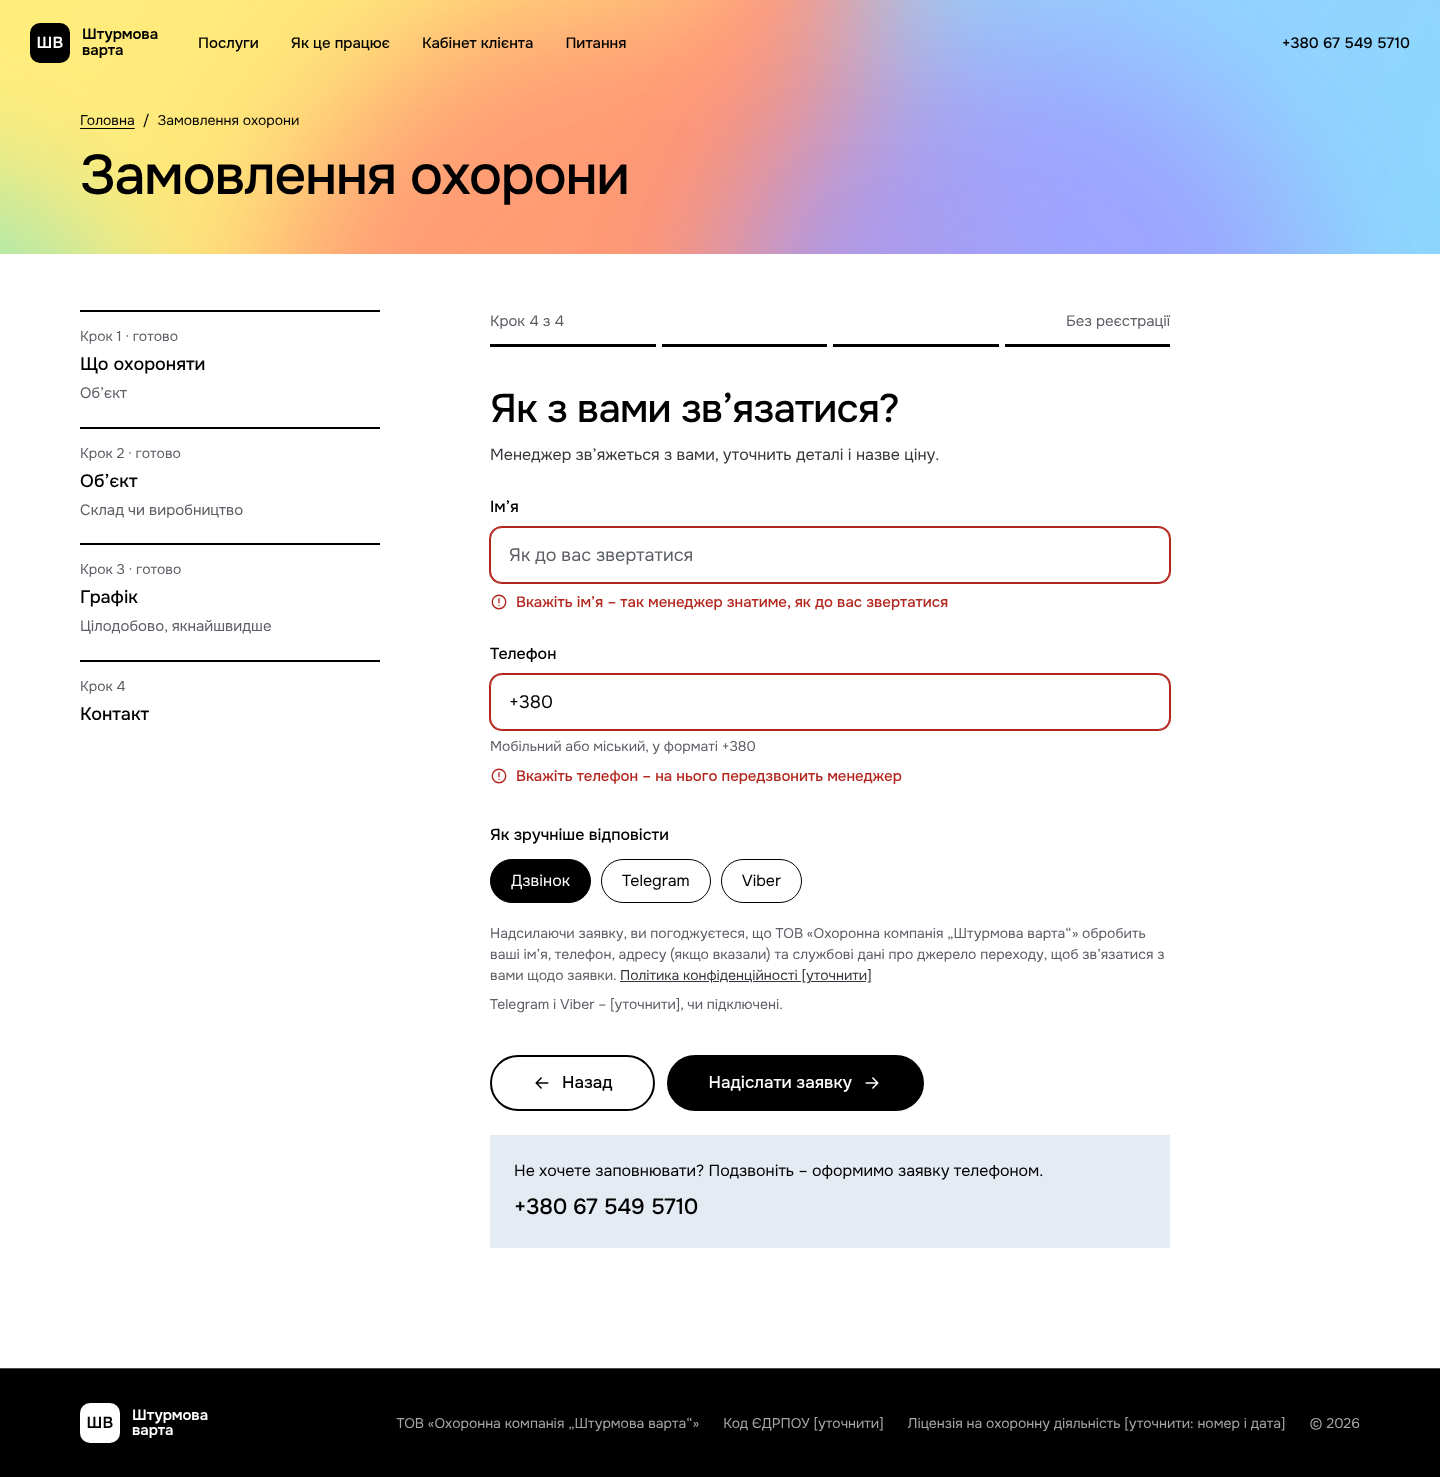 ШВ
Штурмова
варта
Послуги
Як це працює
Кабінет клієнта
Питання
+380 67 549 5710
Головна / Замовлення охорони
Замовлення охорони
Крок 1 · готово
Що охороняти
Об’єкт
Крок 2 · готово
Об’єкт
Склад чи виробництво
Крок 3 · готово
Графік
Цілодобово, якнайшвидше
Крок 4
Контакт
Крок 4 з 4
Без реєстрації
Як з вами зв’язатися?
Менеджер зв’яжеться з вами, уточнить деталі і назве ціну.
Ім’я
Як до вас звертатися
Вкажіть ім’я – так менеджер знатиме, як до вас звертатися
Телефон
+380
Мобільний або міський, у форматі +380
Вкажіть телефон – на нього передзвонить менеджер
Як зручніше відповісти
Дзвінок
Telegram
Viber
Надсилаючи заявку, ви погоджуєтеся, що ТОВ «Охоронна компанія „Штурмова варта“» обробить
ваші ім’я, телефон, адресу (якщо вказали) та службові дані про джерело переходу, щоб зв’язатися з
вами щодо заявки. Політика конфіденційності [уточнити]
Telegram і Viber – [уточнити], чи підключені.
← Назад
Надіслати заявку →
Не хочете заповнювати? Подзвоніть – оформимо заявку телефоном.
+380 67 549 5710
ШВ
Штурмова
варта
ТОВ «Охоронна компанія „Штурмова варта“»
Код ЄДРПОУ [уточнити]
Ліцензія на охоронну діяльність [уточнити: номер і дата]
© 2026